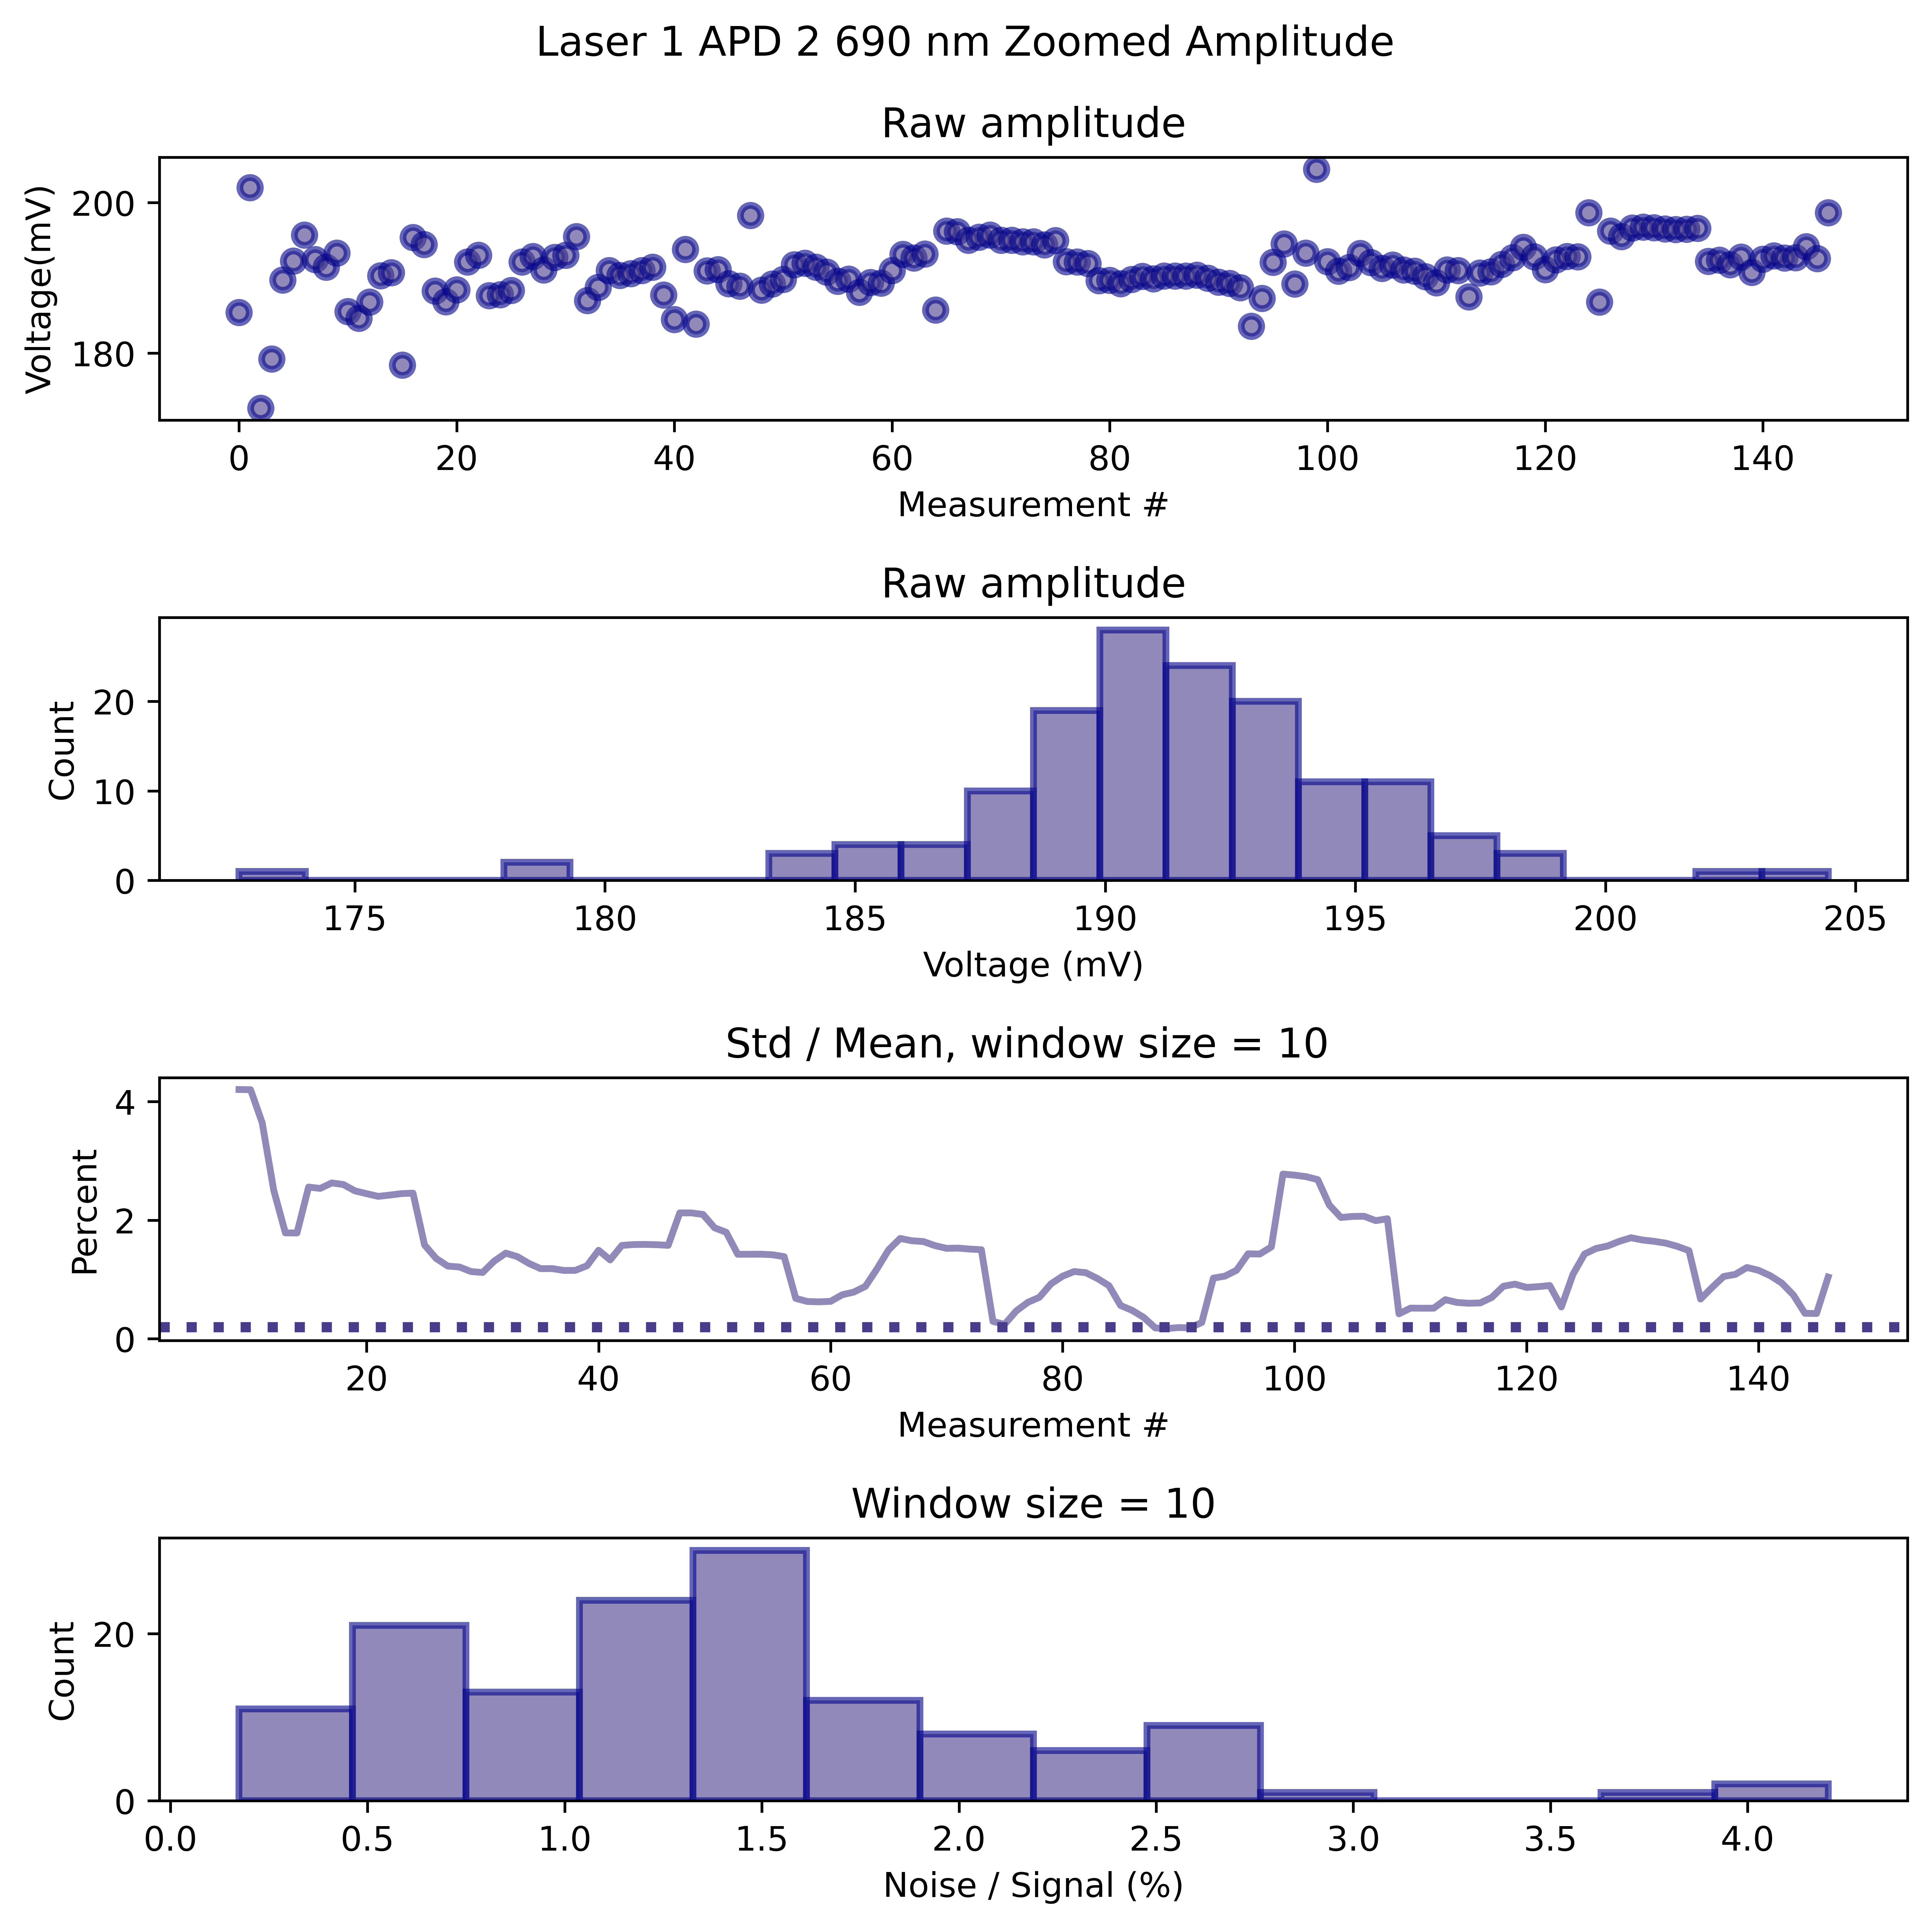 Laser 1 APD 2 690 nm Zoomed Amplitude
Raw amplitude
Voltage(mV)
200
180
0 20 40 60 80 100 120 140
Measurement #
Raw amplitude
Count
20
10
0
175 180 185 190 195 200 205
Voltage (mV)
Std / Mean, window size = 10
Percent
4
2
0
20 40 60 80 100 120 140
Measurement #
Window size = 10
Count
20
0
0.0 0.5 1.0 1.5 2.0 2.5 3.0 3.5 4.0
Noise / Signal (%)